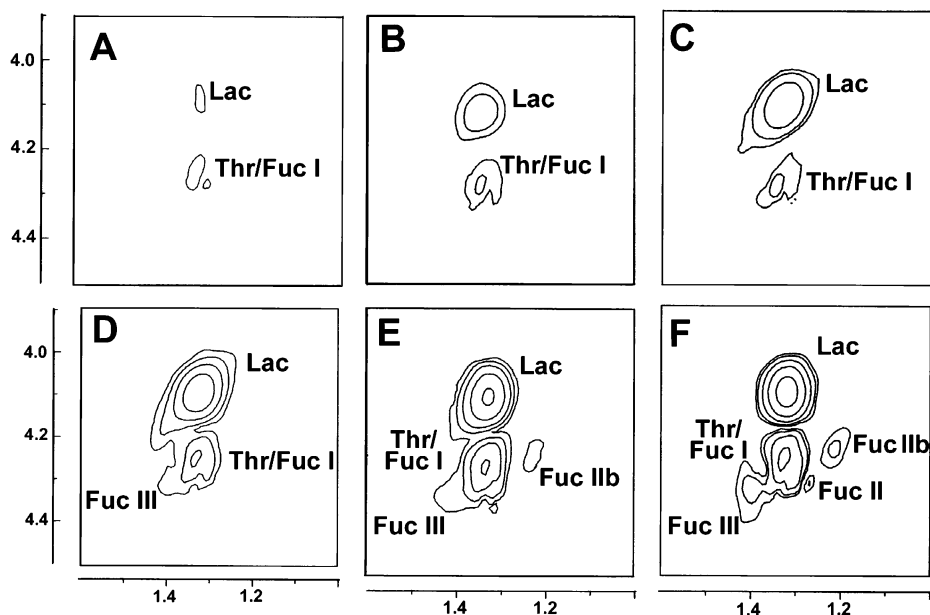 A
B
C
4.0
4.2
4.4
Lac
Thr/Fuc I
Lac
Thr/Fuc I
Lac
Thr/Fuc I
D
E
F
4.0
4.2
4.4
Lac
Thr/Fuc I
Fuc III
Lac
Thr/
Fuc I
Fuc IIb
Fuc III
Lac
Thr/
Fuc I
Fuc IIb
Fuc II
Fuc III
1.4
1.2
1.4
1.2
1.4
1.2